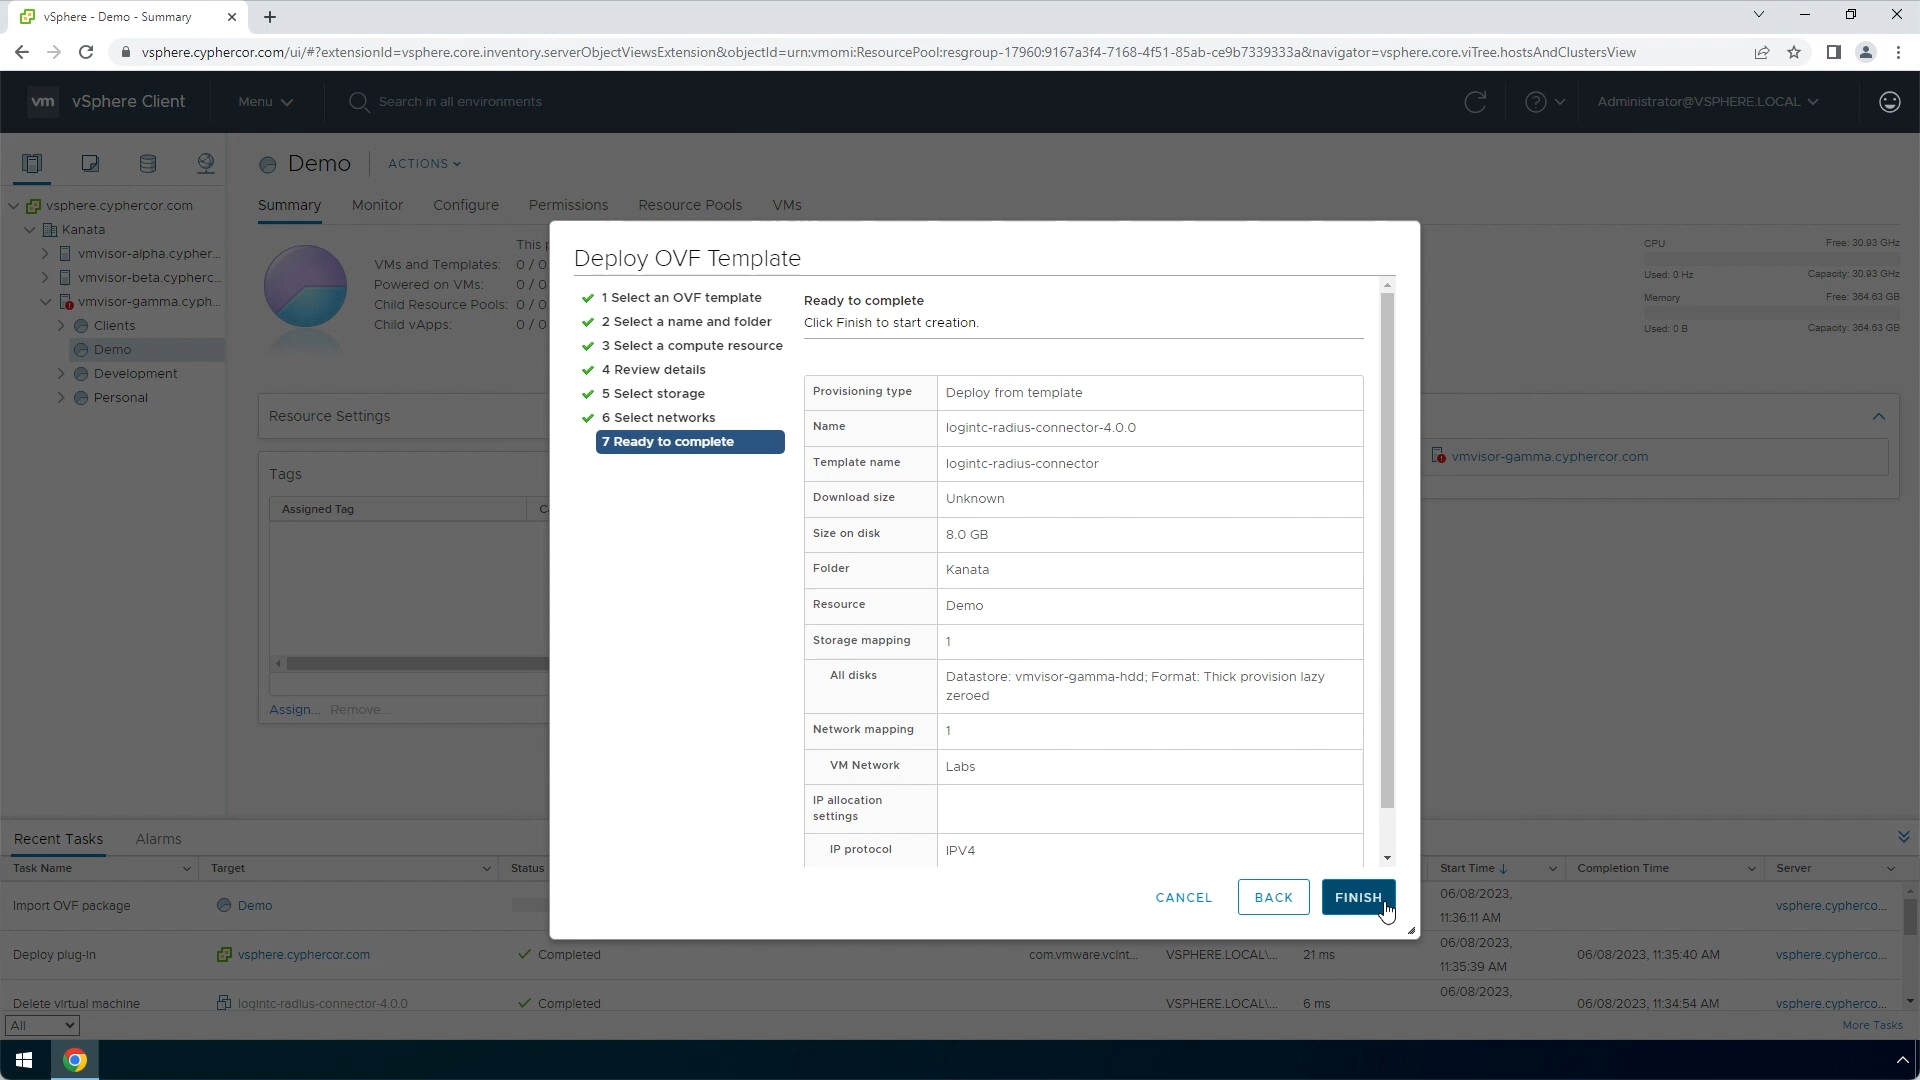 vSphere - Demo - Summary
vsphere.cyphercor.com/ui/#?extensionId=vsphere.core.inventory.serverObjectViewsExtension&objectId=urn:vmomi:ResourcePool:resgroup-17960:9167a3f4-7168-4f51-85ab-ce9b7339333a&navigator=vsphere.core.viTree.hostsAndClustersView
vm vSphere Client Menu Search in all environments Administrator@VSPHERE.LOCAL
Demo ACTIONS
Summary Monitor Configure Permissions Resource Pools VMs
vsphere.cyphercor.com
Kanata
vmvisor-alpha.cypher...
vmvisor-beta.cypherc...
vmvisor-gamma.cyph...
Clients
Demo
Development
Personal
This
VMs and Templates: 0 / 0
Powered on VMs: 0 / 0
Child Resource Pools: 0 / 0
Child vApps: 0 / 0
CPU Free: 30.93 GHz
Used: 0 Hz Capacity: 30.93 GHz
Memory Free: 364.63 GB
Used: 0 B Capacity: 364.63 GB
Resource Settings
vmvisor-gamma.cyphercor.com
Tags
Assigned Tag
Assign... Remove...
Deploy OVF Template
1 Select an OVF template
2 Select a name and folder
3 Select a compute resource
4 Review details
5 Select storage
6 Select networks
7 Ready to complete
Ready to complete
Click Finish to start creation.
Provisioning type Deploy from template
Name logintc-radius-connector-4.0.0
Template name logintc-radius-connector
Download size Unknown
Size on disk 8.0 GB
Folder Kanata
Resource Demo
Storage mapping 1
All disks Datastore: vmvisor-gamma-hdd; Format: Thick provision lazy
zeroed
Network mapping 1
VM Network Labs
IP allocation
settings
IP protocol IPV4
CANCEL BACK FINISH
Recent Tasks Alarms
Task Name Target Status Start Time Completion Time Server
Import OVF package Demo 06/08/2023,
11:36:11 AM vsphere.cypherco...
Deploy plug-in vsphere.cyphercor.com Completed com.vmware.vcInt... VSPHERE.LOCAL\... 21 ms 06/08/2023,
11:35:39 AM 06/08/2023, 11:35:40 AM vsphere.cypherco...
Delete virtual machine logintc-radius-connector-4.0.0 Completed VSPHERE.LOCAL\... 6 ms 06/08/2023,
06/08/2023, 11:34:54 AM vsphere.cypherco...
All More Tasks